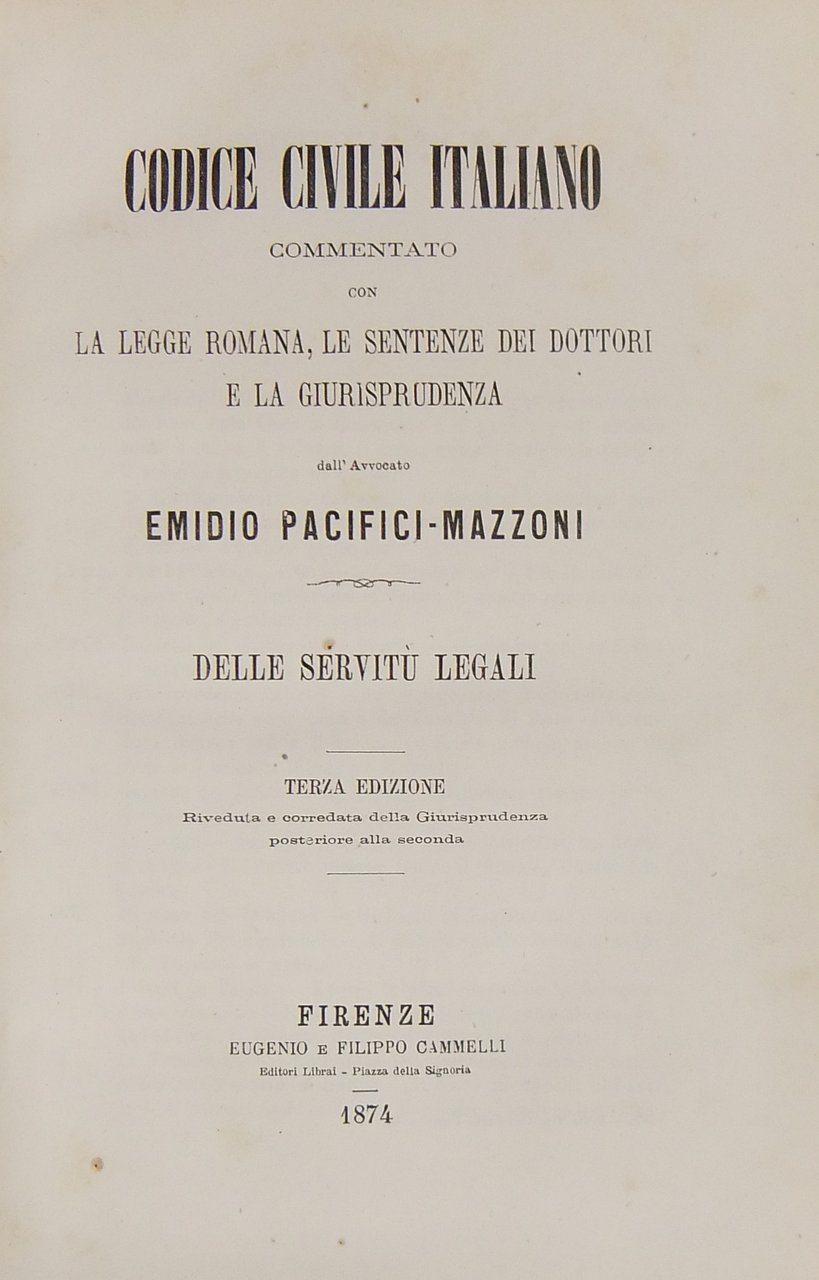 CODICE CIVILE ITALIANO
COMMENTATO
CON
LA LEGGE ROMANA, LE SENTENZE DEI DOTTORI
E LA GIURISPRUDENZA
dall' Avvocato
EMIDIO PACIFICI-MAZZONI
DELLE SERVITÙ LEGALI
TERZA EDIZIONE
Riveduta e corredata della Giurisprudenza
posteriore alla seconda
FIRENZE
EUGENIO E FILIPPO CAMMELLI
Editori Librai - Piazza della Signoria
1874